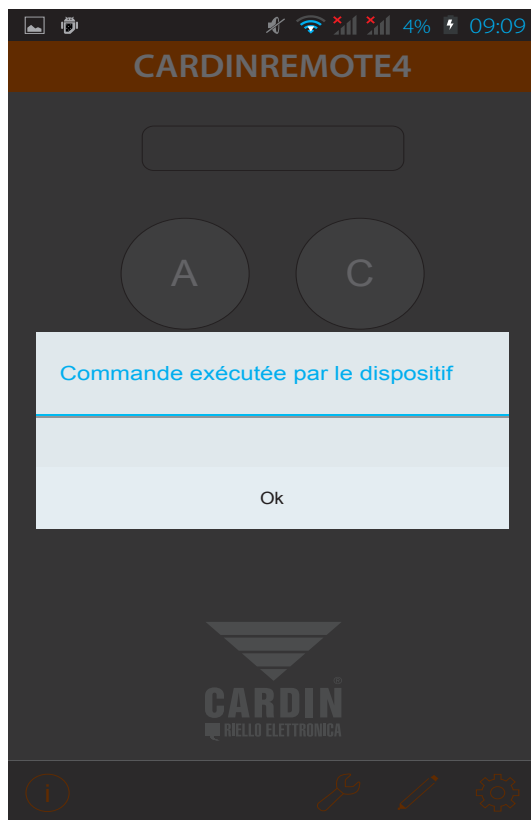 4% 09:09
CARDINREMOTE4
A C
Commande exécutée par le dispositif
Ok
®
CARDIN
RIELLO ELETTRONICA
i